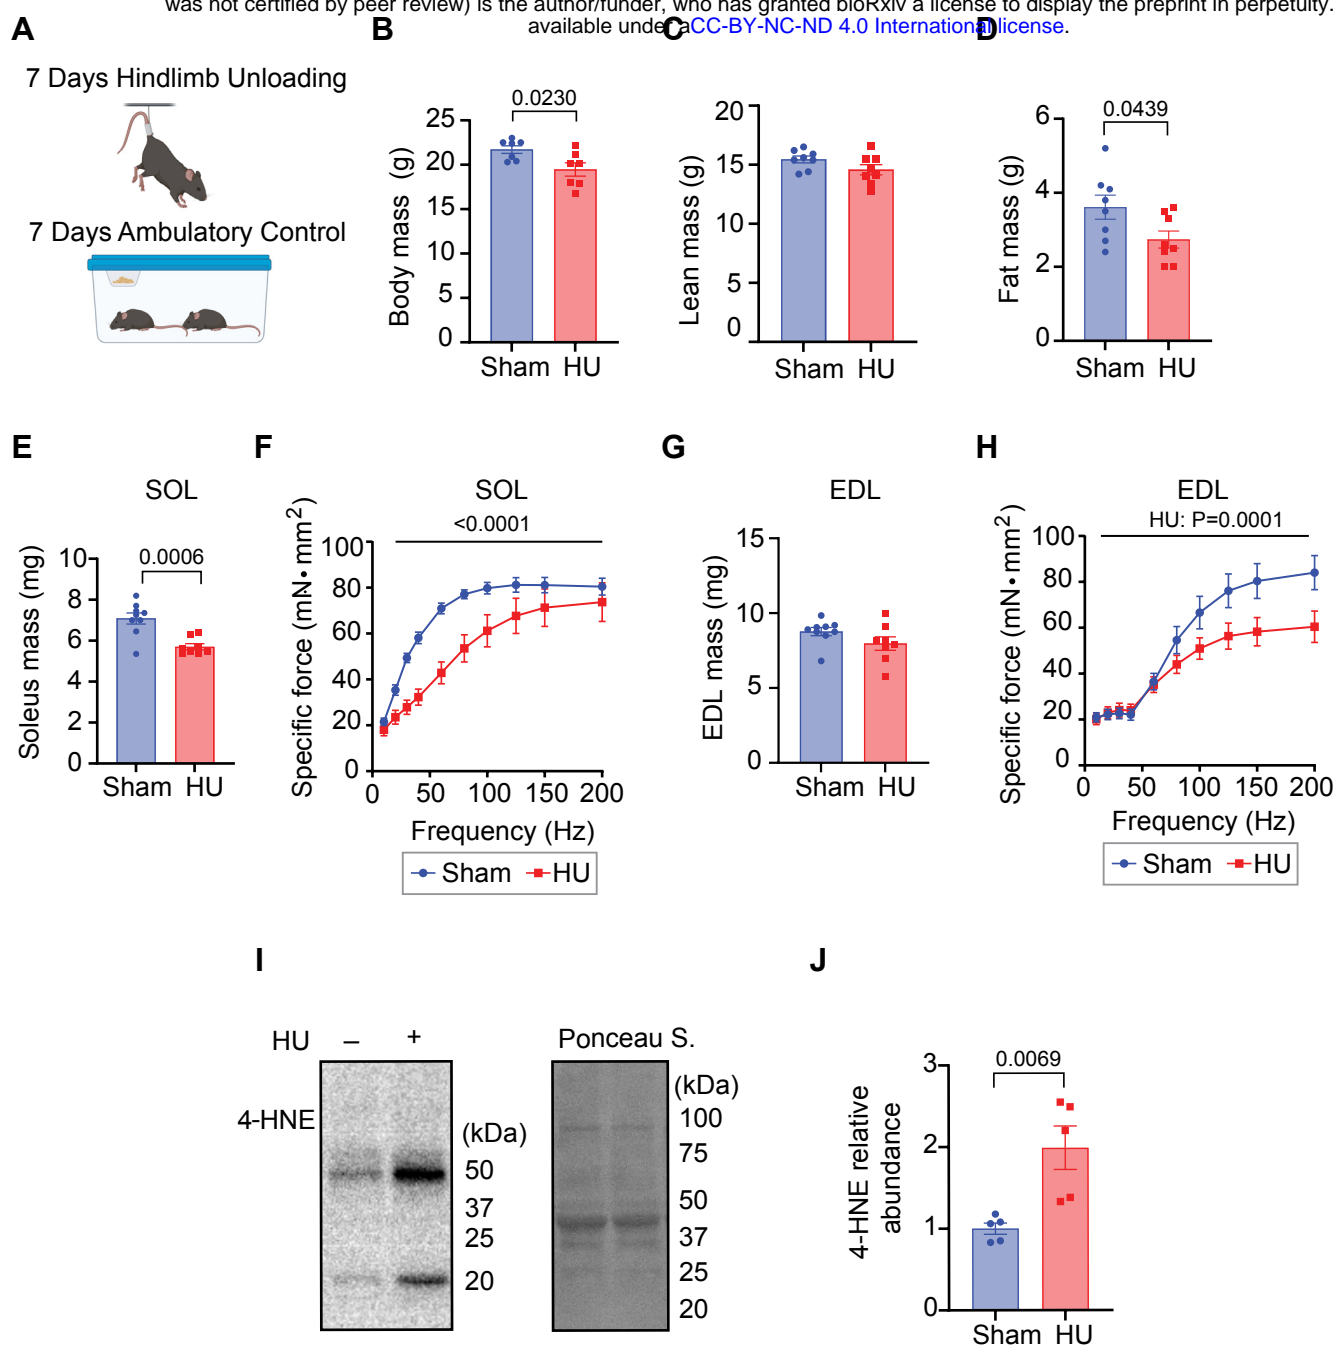 was not certified by peer review) is the author/funder, who has granted bioRxiv a license to display the preprint in perpetuity.
available under aCC-BY-NC-ND 4.0 International license.
A
7 Days Hindlimb Unloading
7 Days Ambulatory Control
B
0.0230
Body mass (g)
25
20
15
10
5
0
Sham HU
C
Lean mass (g)
20
15
10
5
0
Sham HU
D
0.0439
Fat mass (g)
6
4
2
0
Sham HU
E
SOL
0.0006
Soleus mass (mg)
10
8
6
4
2
0
Sham HU
F
SOL
<0.0001
Specific force (mN•mm2)
100
80
60
40
20
0
0 50 100 150 200
Frequency (Hz)
Sham HU
G
EDL
EDL mass (mg)
15
10
5
0
Sham HU
H
EDL
HU: P=0.0001
Specific force (mN•mm2)
100
80
60
40
20
0
0 50 100 150 200
Frequency (Hz)
Sham HU
I
HU – +
4-HNE
(kDa)
50
37
25
20
Ponceau S.
(kDa)
100
75
50
37
25
20
J
0.0069
4-HNE relative
abundance
3
2
1
0
Sham HU